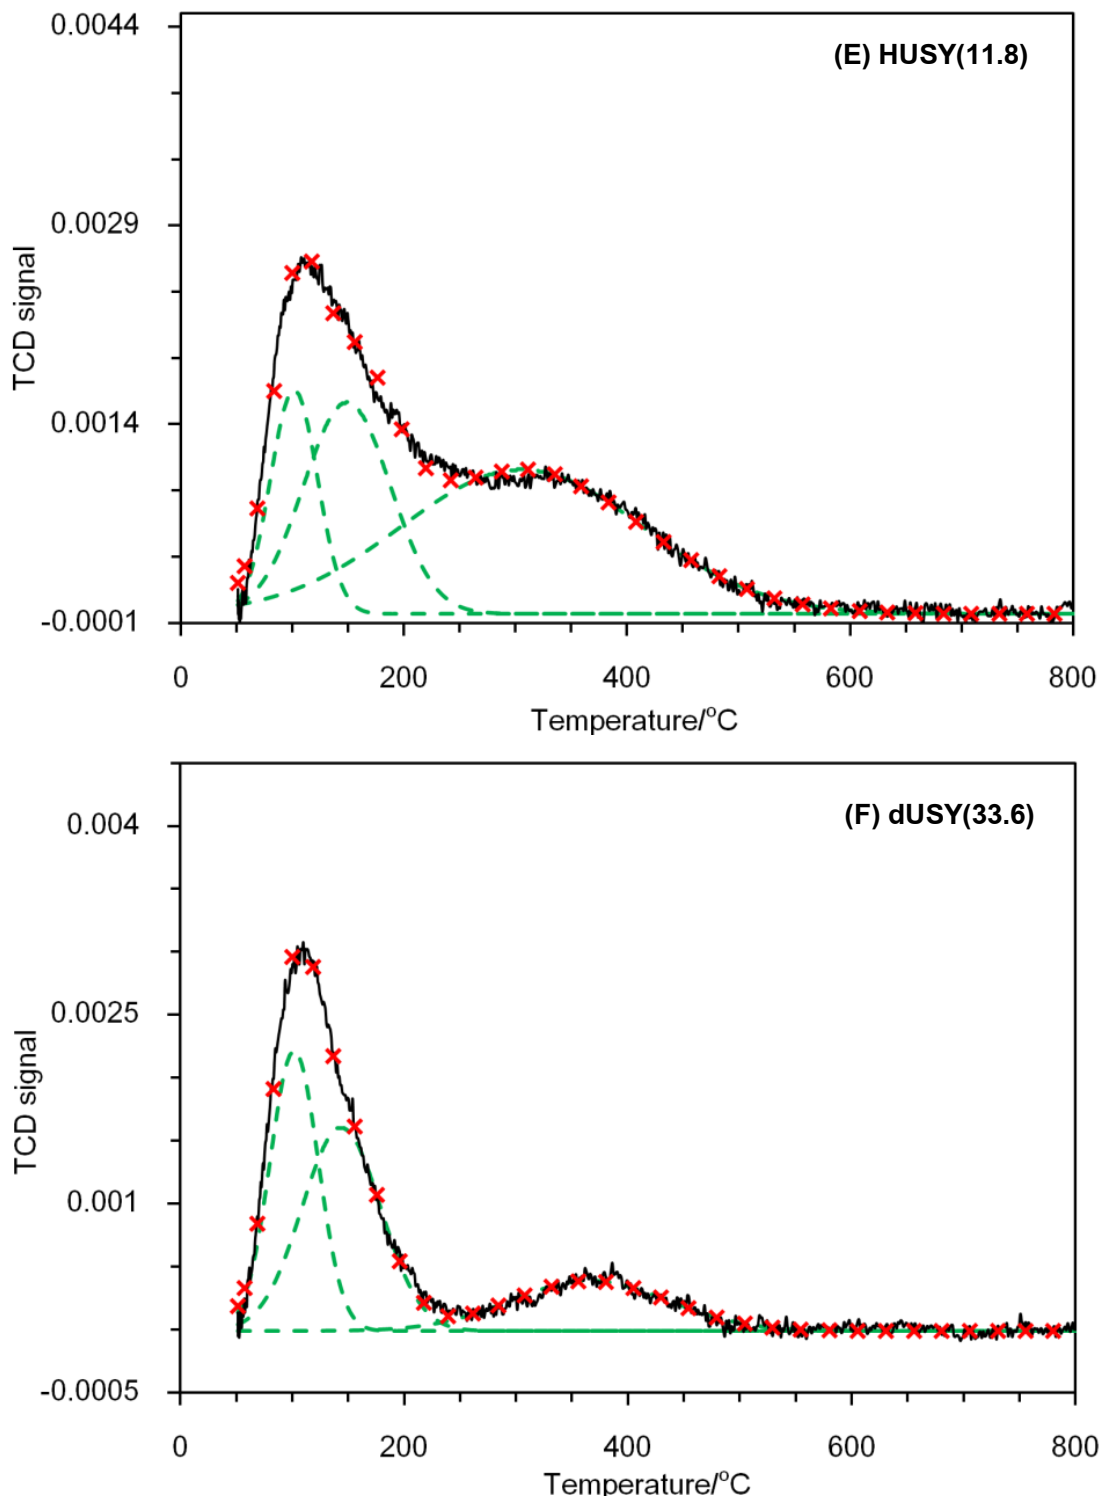 0.0044
(E) HUSY(11.8)
0.0029
TCD signal
0.0014
-0.0001
0 200 400 600 800
Temperature/°C
(F) dUSY(33.6)
0.004
0.0025
TCD signal
0.001
-0.0005
0 200 400 600 800
Temperature/°C